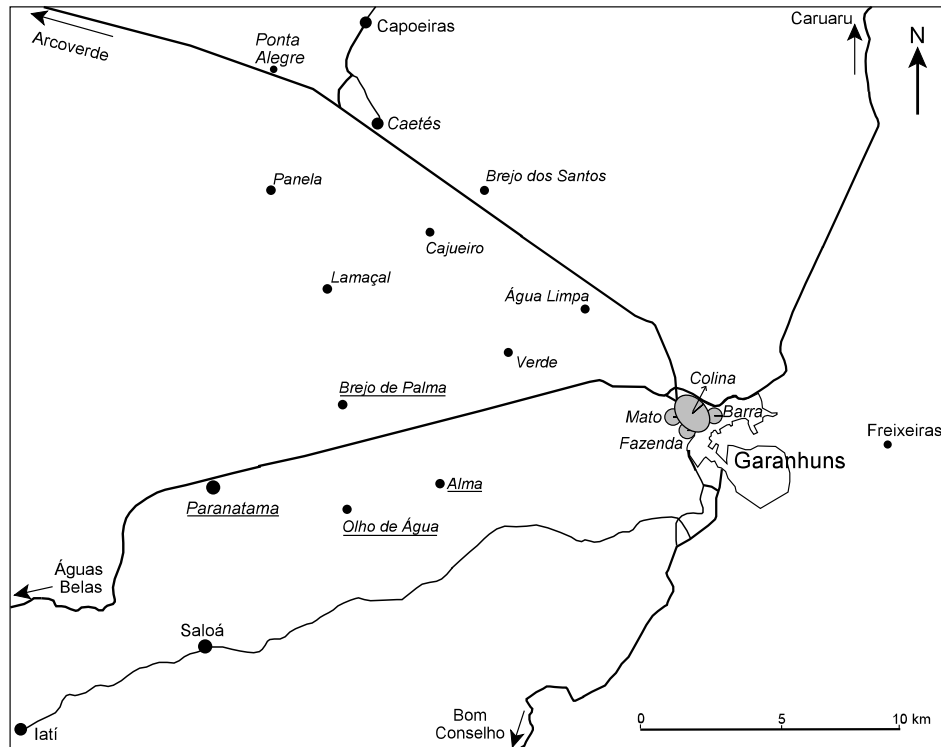 Arcoverde
Ponta
Alegre
Capoeiras
Caruaru
N
Caetés
Panela
Brejo dos Santos
Cajueiro
Lamaçal
Água Limpa
Verde
Colina
Brejo de Palma
Mato
Barra
Fazenda
Freixeiras
Garanhuns
Paranatama
Alma
Olho de Água
Águas
Belas
Saloá
Iatí
Bom
Conselho
0
5
10 km